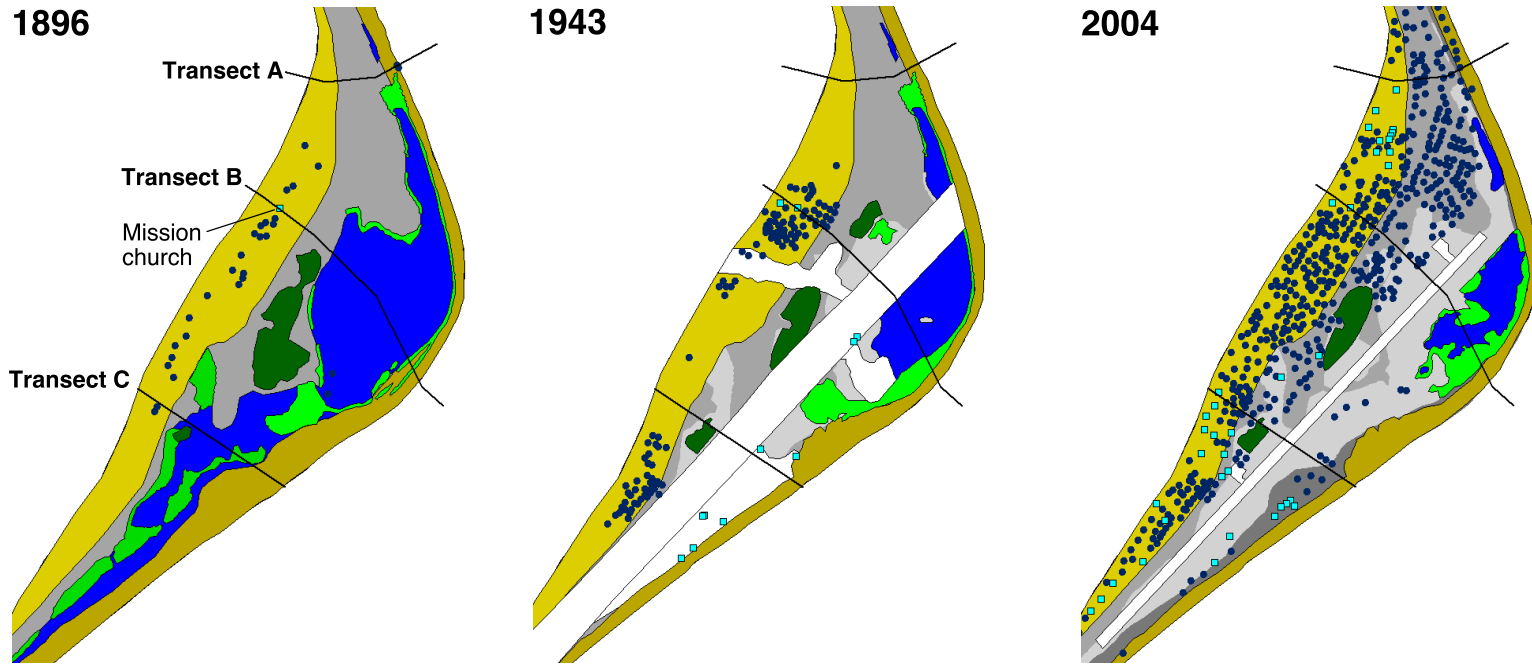 1896
1943
2004
Transect A
Transect B
Mission
church
Transect C